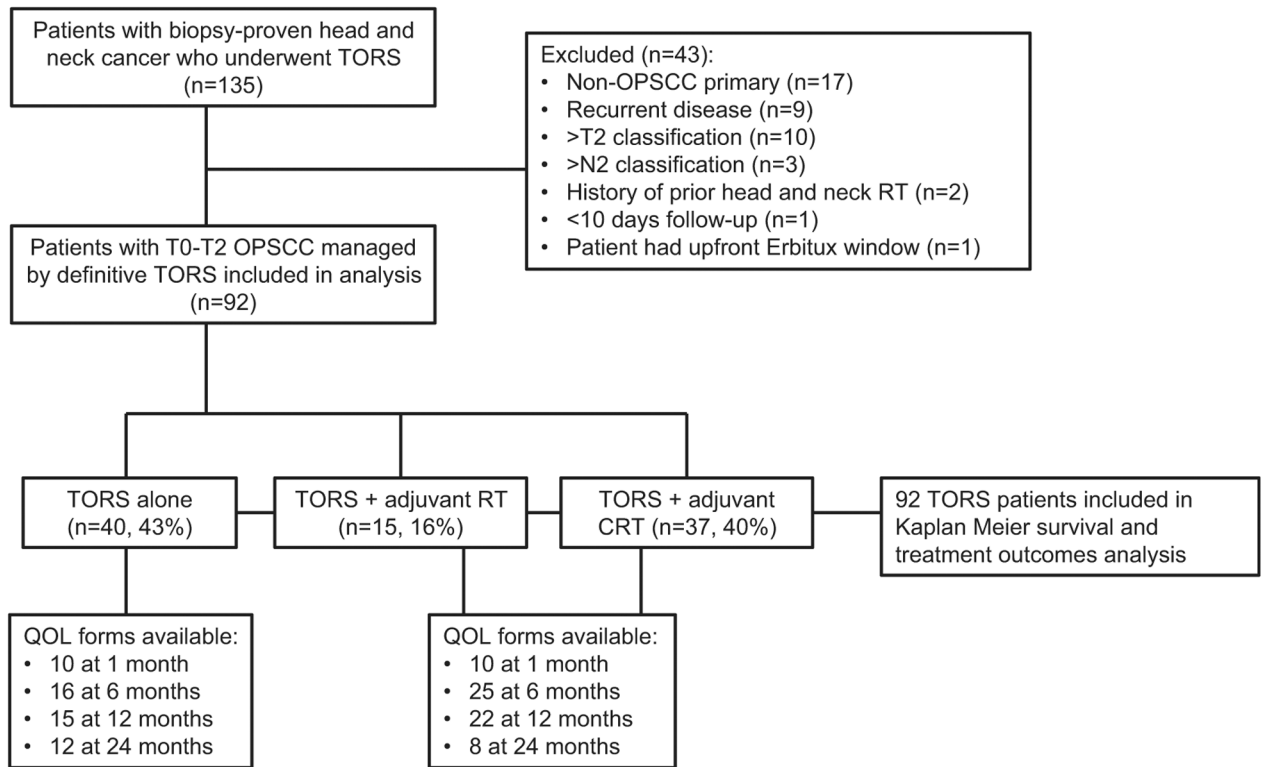 Patients with biopsy-proven head and
neck cancer who underwent TORS
(n=135)
Excluded (n=43):
• Non-OPSCC primary (n=17)
• Recurrent disease (n=9)
• >T2 classification (n=10)
• >N2 classification (n=3)
• History of prior head and neck RT (n=2)
• <10 days follow-up (n=1)
• Patient had upfront Erbitux window (n=1)
Patients with T0-T2 OPSCC managed
by definitive TORS included in analysis
(n=92)
TORS alone
(n=40, 43%)
TORS + adjuvant RT
(n=15, 16%)
TORS + adjuvant
CRT (n=37, 40%)
92 TORS patients included in
Kaplan Meier survival and
treatment outcomes analysis
QOL forms available:
• 10 at 1 month
• 16 at 6 months
• 15 at 12 months
• 12 at 24 months
QOL forms available:
• 10 at 1 month
• 25 at 6 months
• 22 at 12 months
• 8 at 24 months